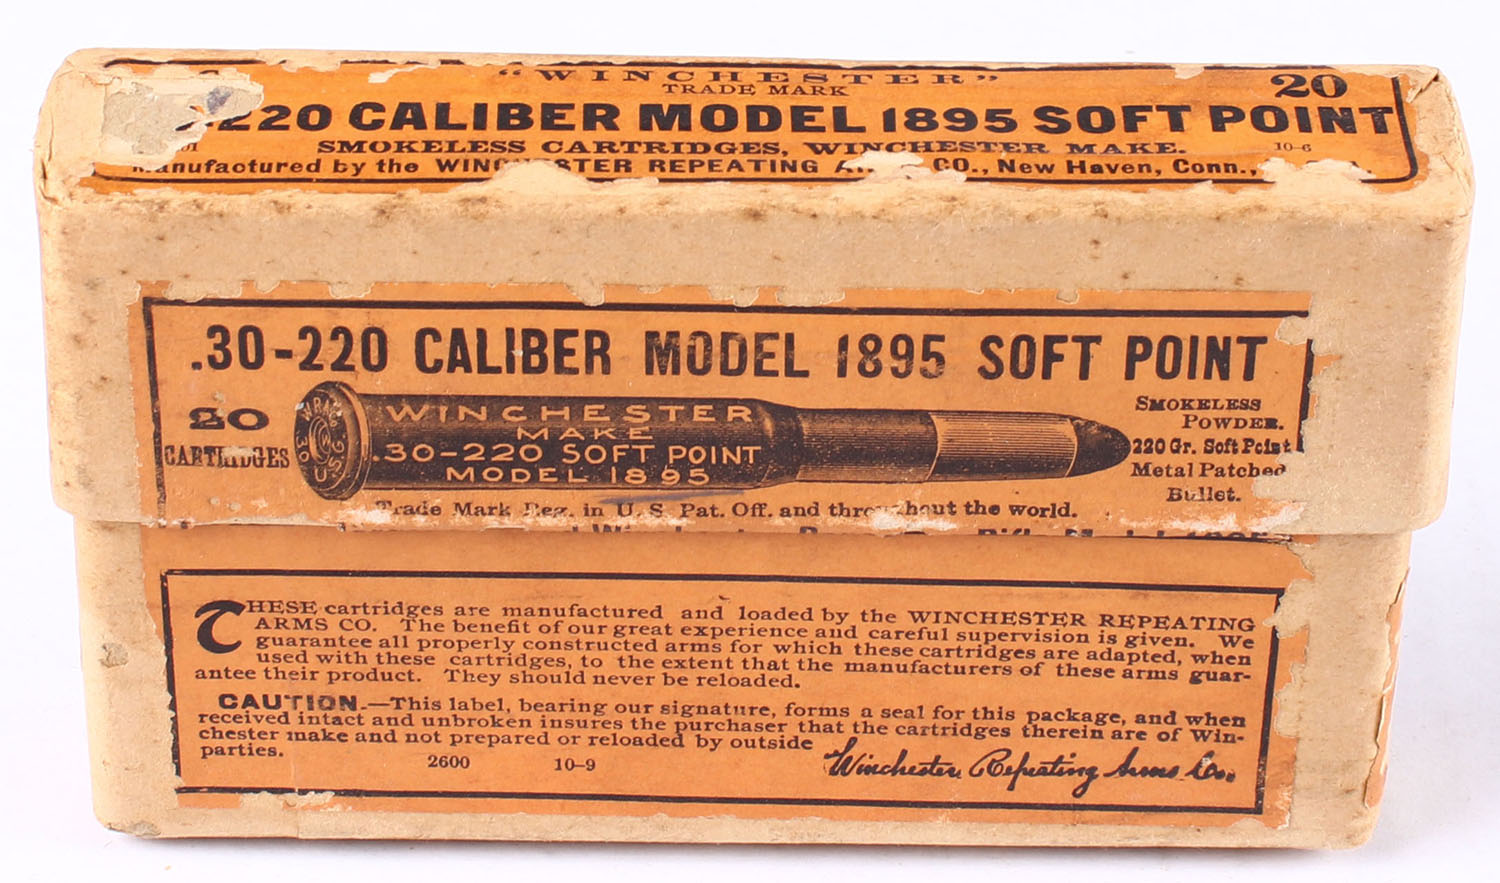 "WINCHESTER"
TRADE MARK
20
.220 CALIBER MODEL 1895 SOFT POINT
SMOKELESS CARTRIDGES, WINCHESTER MAKE. 10-6
Manufactured by the WINCHESTER REPEATING CO., New Haven, Conn.,
.30-220 CALIBER MODEL 1895 SOFT POINT
20
CARTRIDGES
WINCHESTER
MAKE
.30-220 SOFT POINT
MODEL 1895
SMOKELESS
POWDER.
220 Gr. Soft Point
Metal Patched
Bullet.
Trade Mark Reg. in U. S. Pat. Off. and throughout the world.
THESE cartridges are manufactured and loaded by the WINCHESTER REPEATING
ARMS CO. The benefit of our great experience and careful supervision is given. We
guarantee all properly constructed arms for which these cartridges are adapted, when
used with these cartridges, to the extent that the manufacturers of these arms guar-
antee their product. They should never be reloaded.
CAUTION.—This label, bearing our signature, forms a seal for this package, and when
received intact and unbroken insures the purchaser that the cartridges therein are of Win-
chester make and not prepared or reloaded by outside
parties.
2600 10-9
Winchester Repeating Arms Co.